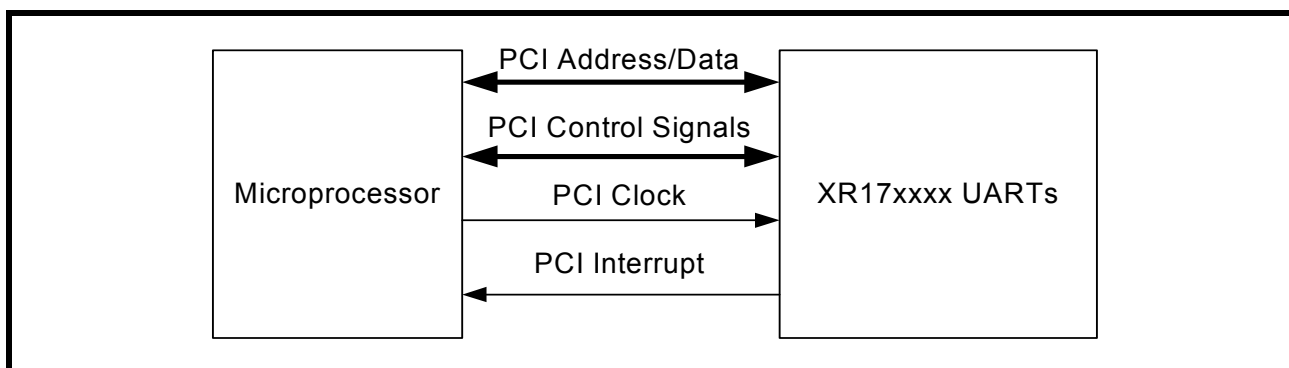 PCI Address/Data
PCI Control Signals
Microprocessor
PCI Clock
XR17xxxx UARTs
PCI Interrupt